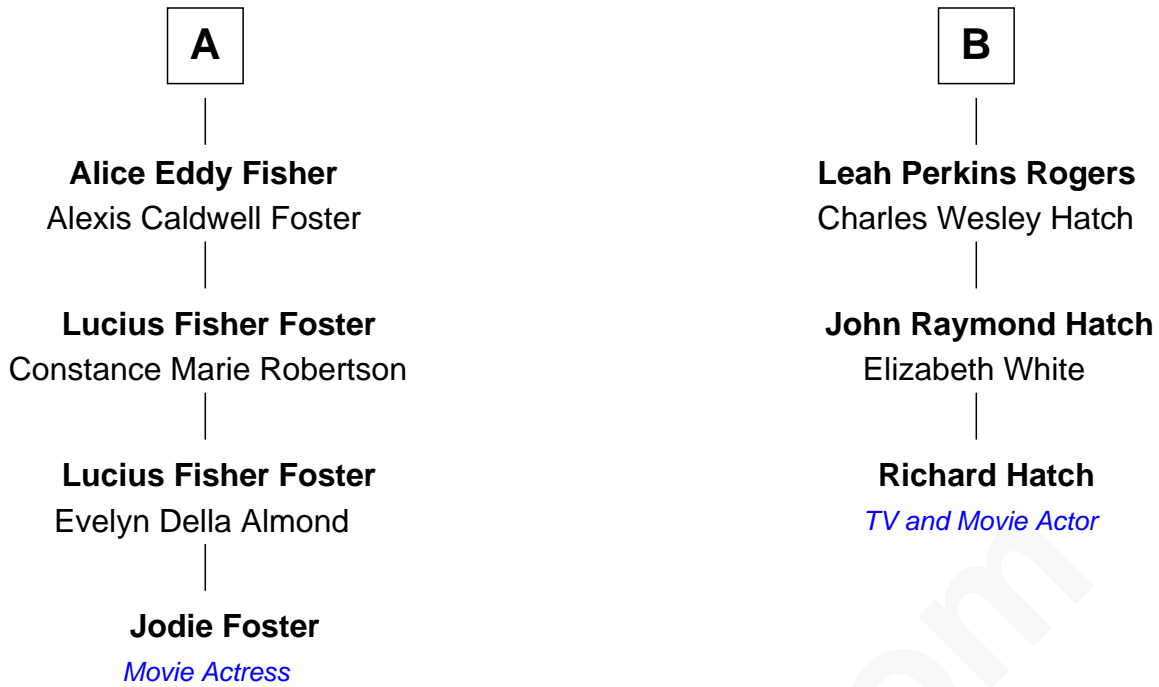 A
Alice Eddy Fisher
Alexis Caldwell Foster
Lucius Fisher Foster
Constance Marie Robertson
Lucius Fisher Foster
Evelyn Della Almond
Jodie Foster
Movie Actress
B
Leah Perkins Rogers
Charles Wesley Hatch
John Raymond Hatch
Elizabeth White
Richard Hatch
TV and Movie Actor
om